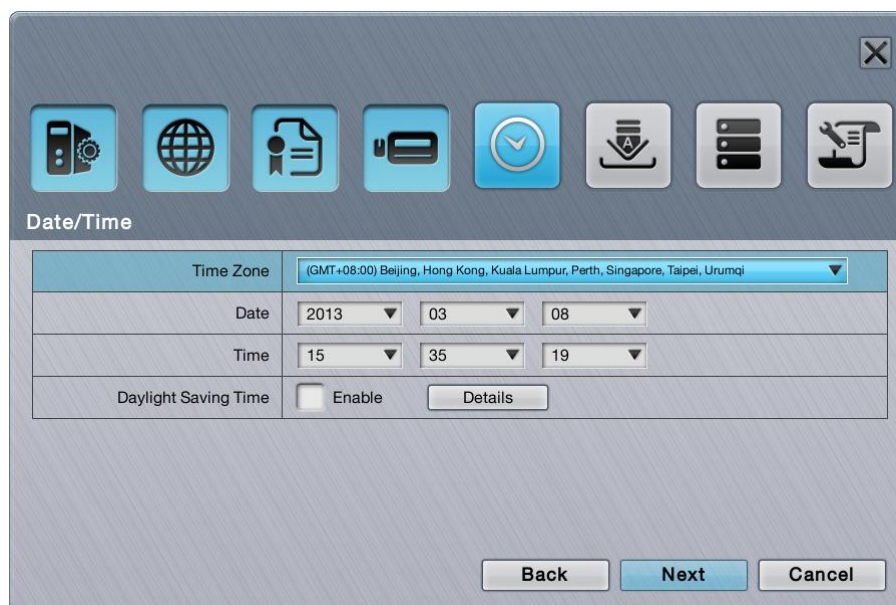 Date/Time
Time Zone (GMT+08:00) Beijing, Hong Kong, Kuala Lumpur, Perth, Singapore, Taipei, Urumqi
Date 2013 03 08
Time 15 35 19
Daylight Saving Time Enable Details
Back Next Cancel